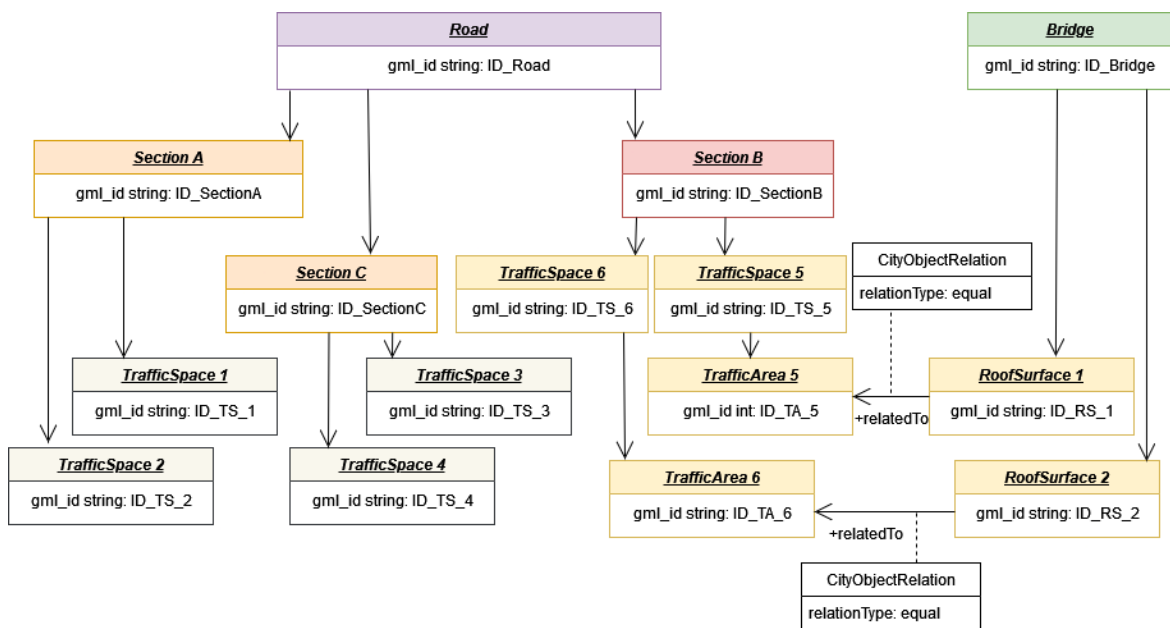 Road
gml_id string: ID_Road
Bridge
gml_id string: ID_Bridge
Section A
gml_id string: ID_SectionA
Section B
gml_id string: ID_SectionB
Section C
gml_id string: ID_SectionC
TrafficSpace 6
gml_id string: ID_TS_6
TrafficSpace 5
gml_id string: ID_TS_5
CityObjectRelation
relationType: equal
TrafficSpace 1
gml_id string: ID_TS_1
TrafficSpace 3
gml_id string: ID_TS_3
TrafficArea 5
gml_id int: ID_TA_5
+relatedTo
RoofSurface 1
gml_id string: ID_RS_1
TrafficSpace 2
gml_id string: ID_TS_2
TrafficSpace 4
gml_id string: ID_TS_4
TrafficArea 6
gml_id string: ID_TA_6
+relatedTo
RoofSurface 2
gml_id string: ID_RS_2
CityObjectRelation
relationType: equal